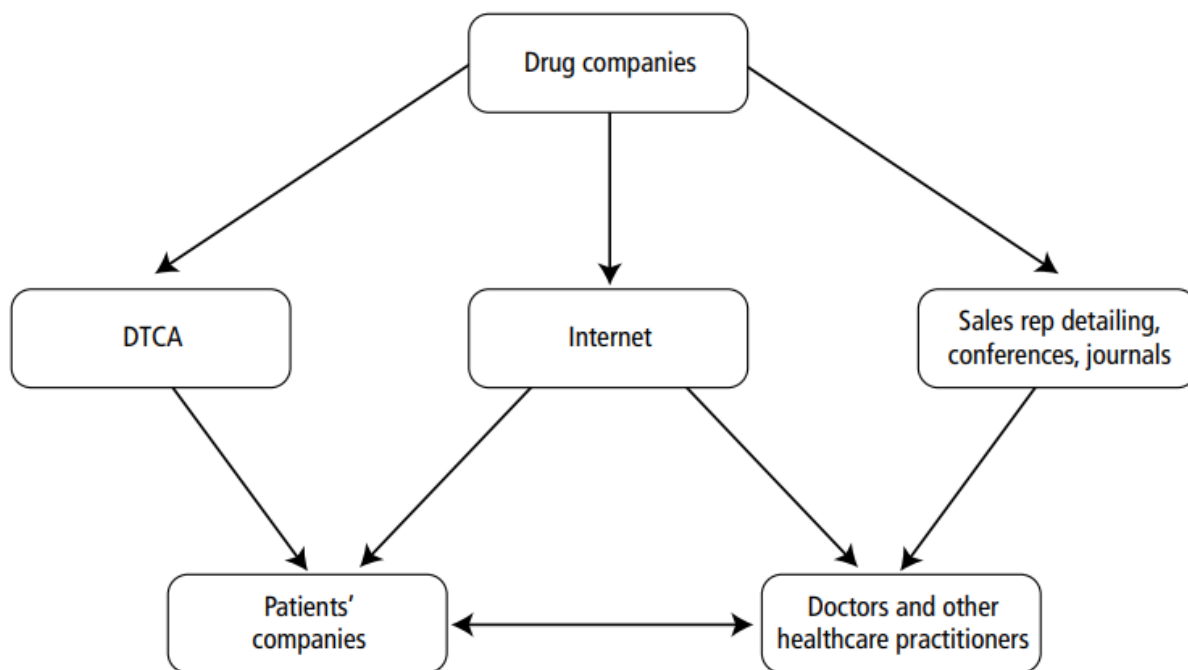 Drug companies
DTCA
Internet
Sales rep detailing,
conferences, journals
Patients’
companies
Doctors and other
healthcare practitioners